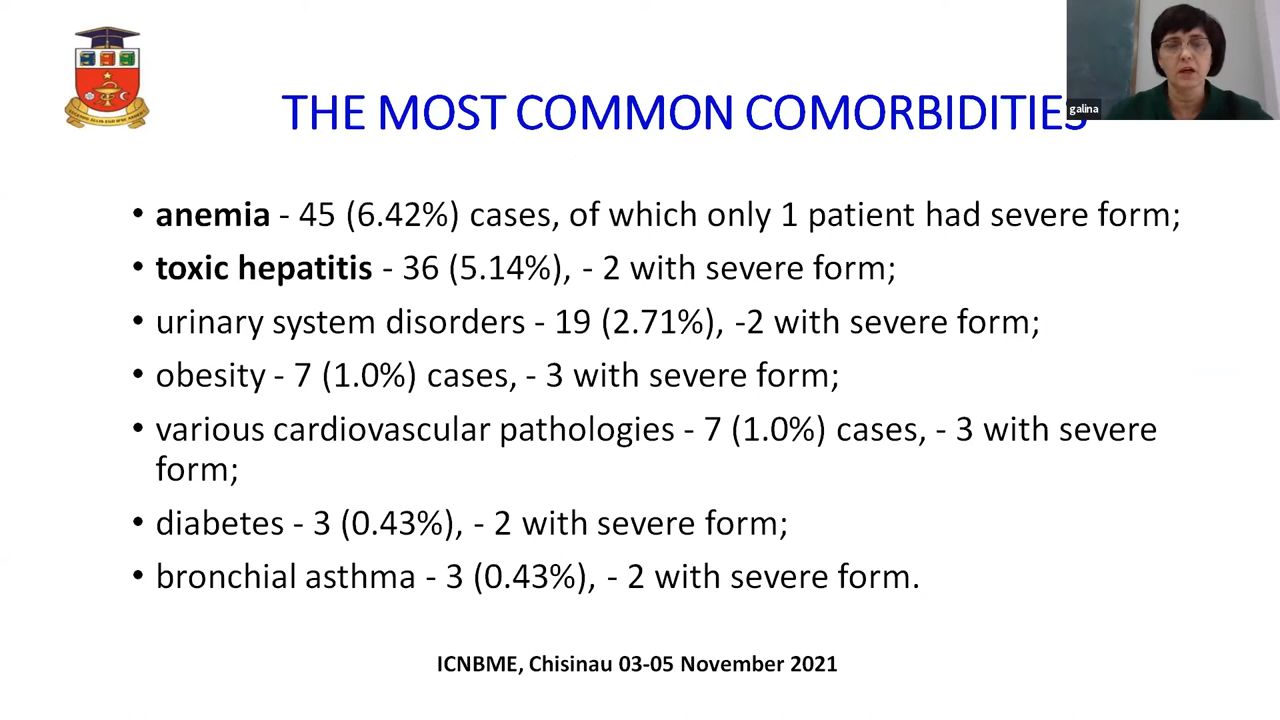 THE MOST COMMON COMORBIDITIES
galina
• anemia - 45 (6.42%) cases, of which only 1 patient had severe form;
• toxic hepatitis - 36 (5.14%), - 2 with severe form;
• urinary system disorders - 19 (2.71%), -2 with severe form;
• obesity - 7 (1.0%) cases, - 3 with severe form;
• various cardiovascular pathologies - 7 (1.0%) cases, - 3 with severe
form;
• diabetes - 3 (0.43%), - 2 with severe form;
• bronchial asthma - 3 (0.43%), - 2 with severe form.
ICNBME, Chisinau 03-05 November 2021